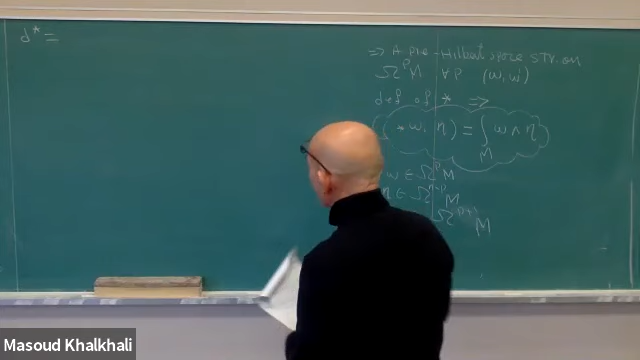 d* =
=> A pre-Hilbert space str. on
Ω^p M ∀p (ω, ω')
def of * =>
(*ω, η) = ∫_M ω ∧ η
ω ∈ Ω^p M
η ∈ Ω^{n-p} M
M
Masoud Khalkhali